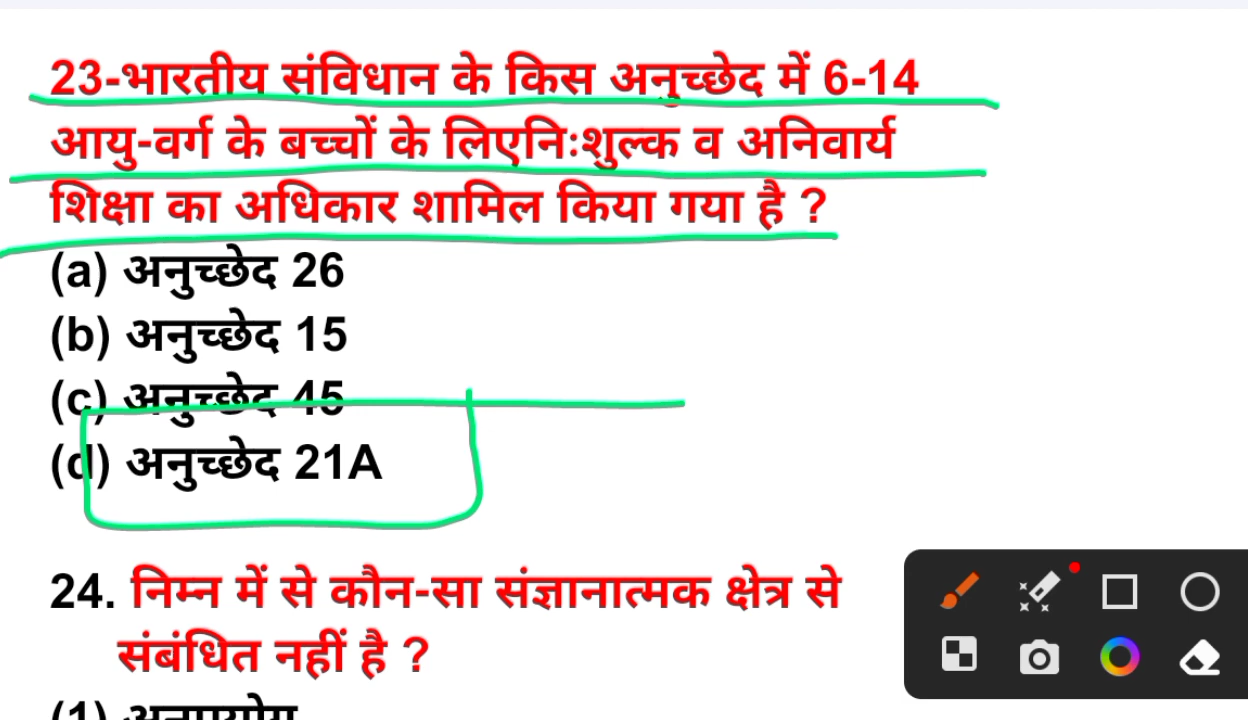 23-भारतीय संविधान के किस अनुच्छेद में 6-14
आयु-वर्ग के बच्चों के लिएनिःशुल्क व अनिवार्य
शिक्षा का अधिकार शामिल किया गया है ?
(a) अनुच्छेद 26
(b) अनुच्छेद 15
(c) अनुच्छेद 45
(d) अनुच्छेद 21A
24. निम्न में से कौन-सा संज्ञानात्मक क्षेत्र से
संबंधित नहीं है ?
(1)